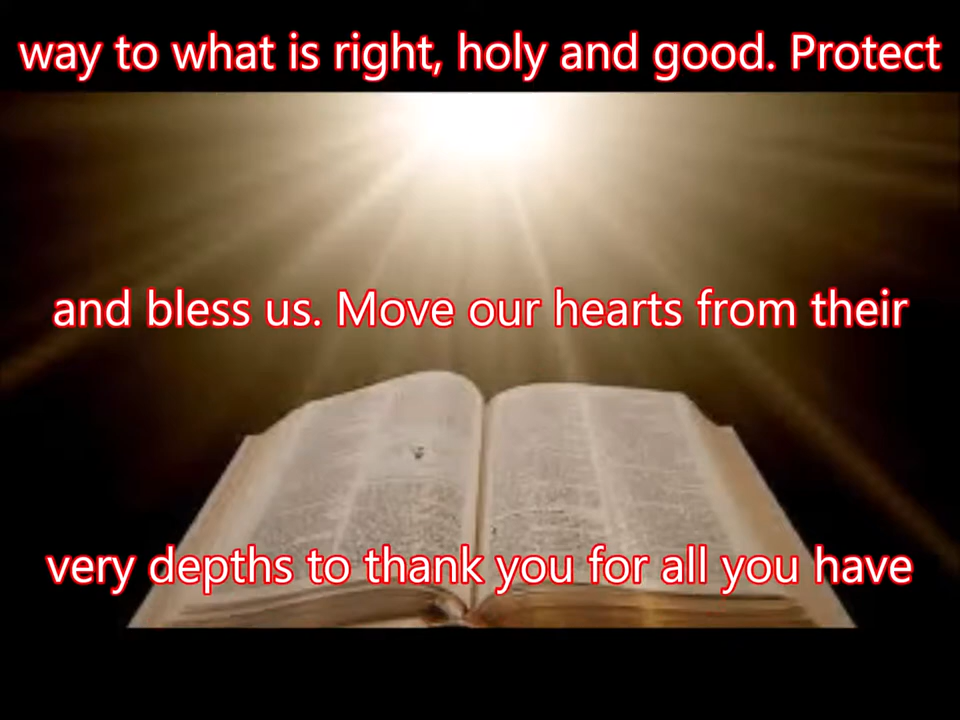 way to what is right, holy and good. Protect
and bless us. Move our hearts from their
very depths to thank you for all you have